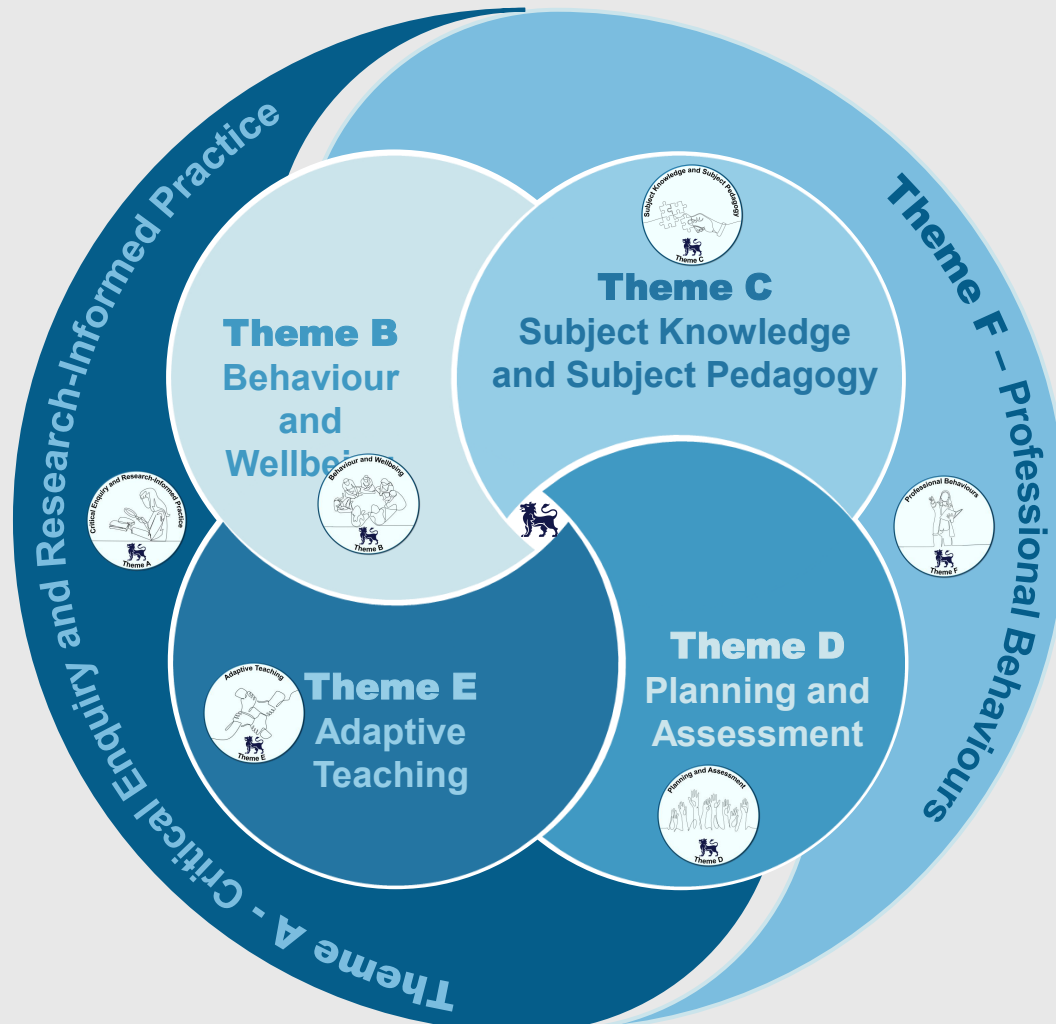 Theme A - Critical Enquiry and Research-Informed Practice
Theme F – Professional Behaviours
Theme B
Behaviour
and
Wellbeing
Behaviour and Wellbeing
Theme B
Subject Knowledge and Subject Pedagogy
Theme C
Theme C
Subject Knowledge
and Subject Pedagogy
Critical Enquiry and Research-Informed Practice
Theme A
Professional Behaviours
Theme F
Adaptive Teaching
Theme E
Theme E
Adaptive
Teaching
Theme D
Planning and
Assessment
Planning and Assessment
Theme D